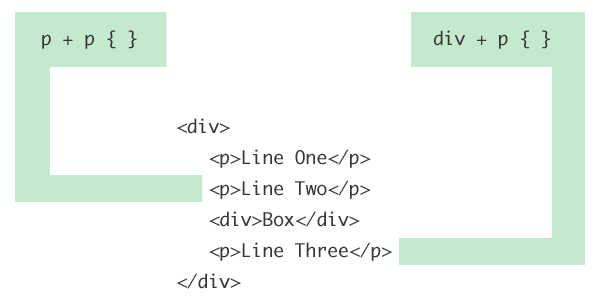 p + p { }
div + p { }
<div>
<p>Line One</p>
<p>Line Two</p>
<div>Box</div>
<p>Line Three</p>
</div>